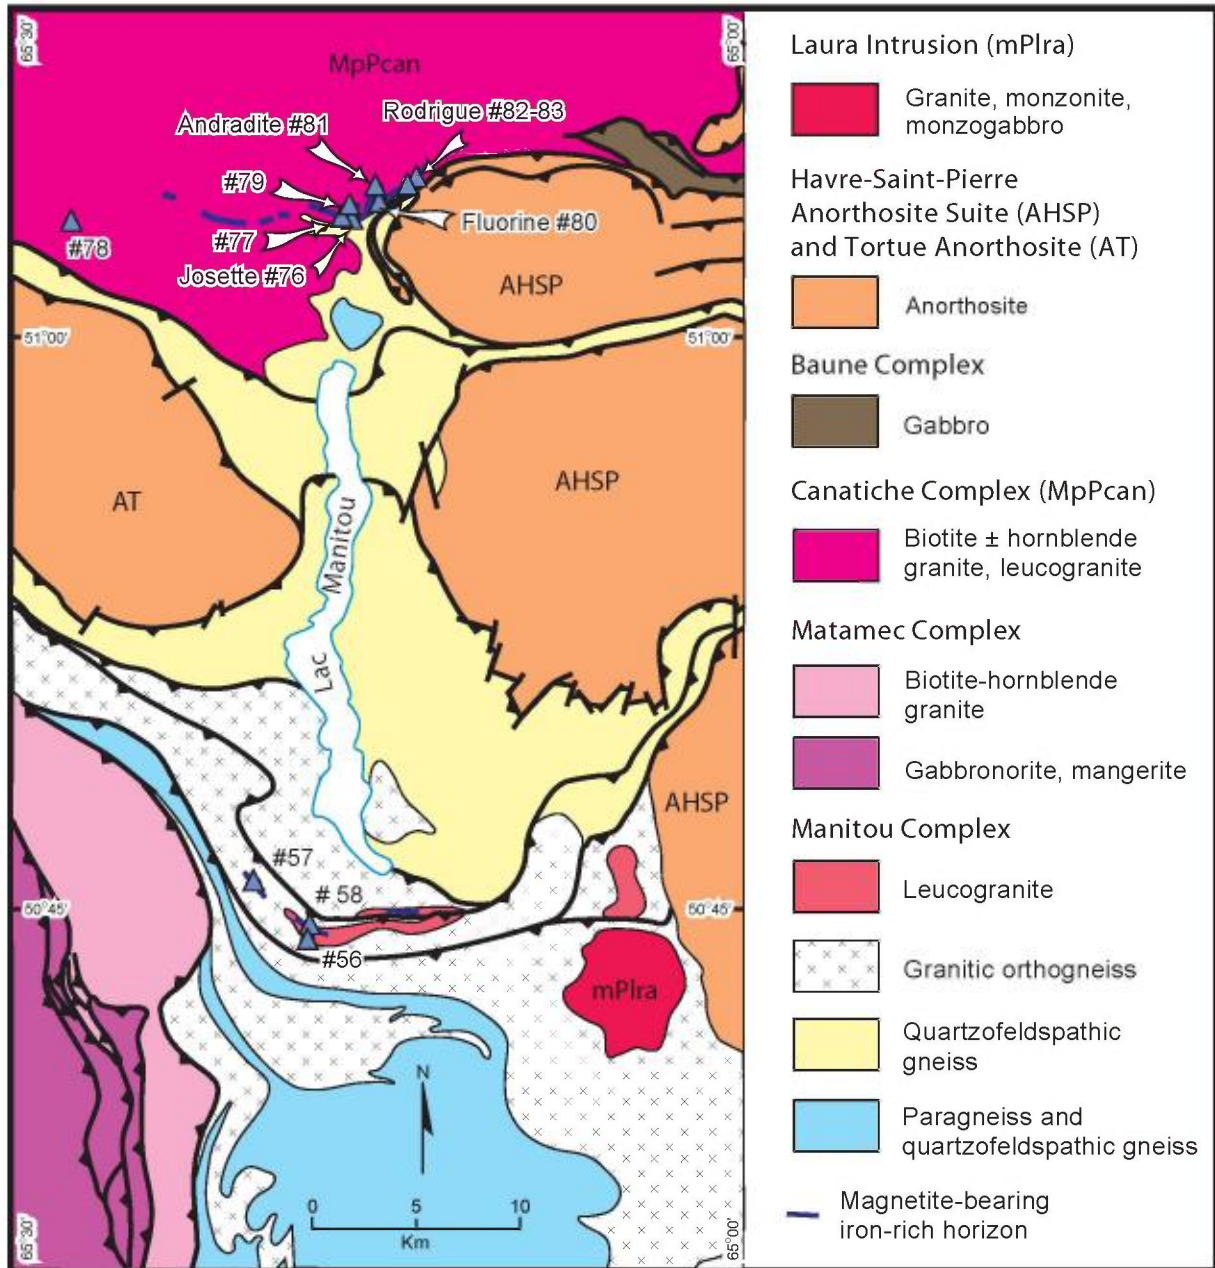 65°30'
65°00'
MpPcan
Andradite #81
Rodrigue #82-83
#79
Fluorine #80
#78
#77
Josette #76
AHSP
51°00'
51°00'
AT
AHSP
Lac Manitou
AHSP
#57
# 58
50°45'
50°45'
#56
mPlra
N
0 5 10
Km
65°30'
65°00'
Laura Intrusion (mPlra)
Granite, monzonite,
monzogabbro
Havre-Saint-Pierre
Anorthosite Suite (AHSP)
and Tortue Anorthosite (AT)
Anorthosite
Baune Complex
Gabbro
Canatiche Complex (MpPcan)
Biotite ± hornblende
granite, leucogranite
Matamec Complex
Biotite-hornblende
granite
Gabbronorite, mangerite
Manitou Complex
Leucogranite
Granitic orthogneiss
Quartzofeldspathic
gneiss
Paragneiss and
quartzofeldspathic gneiss
Magnetite-bearing
iron-rich horizon